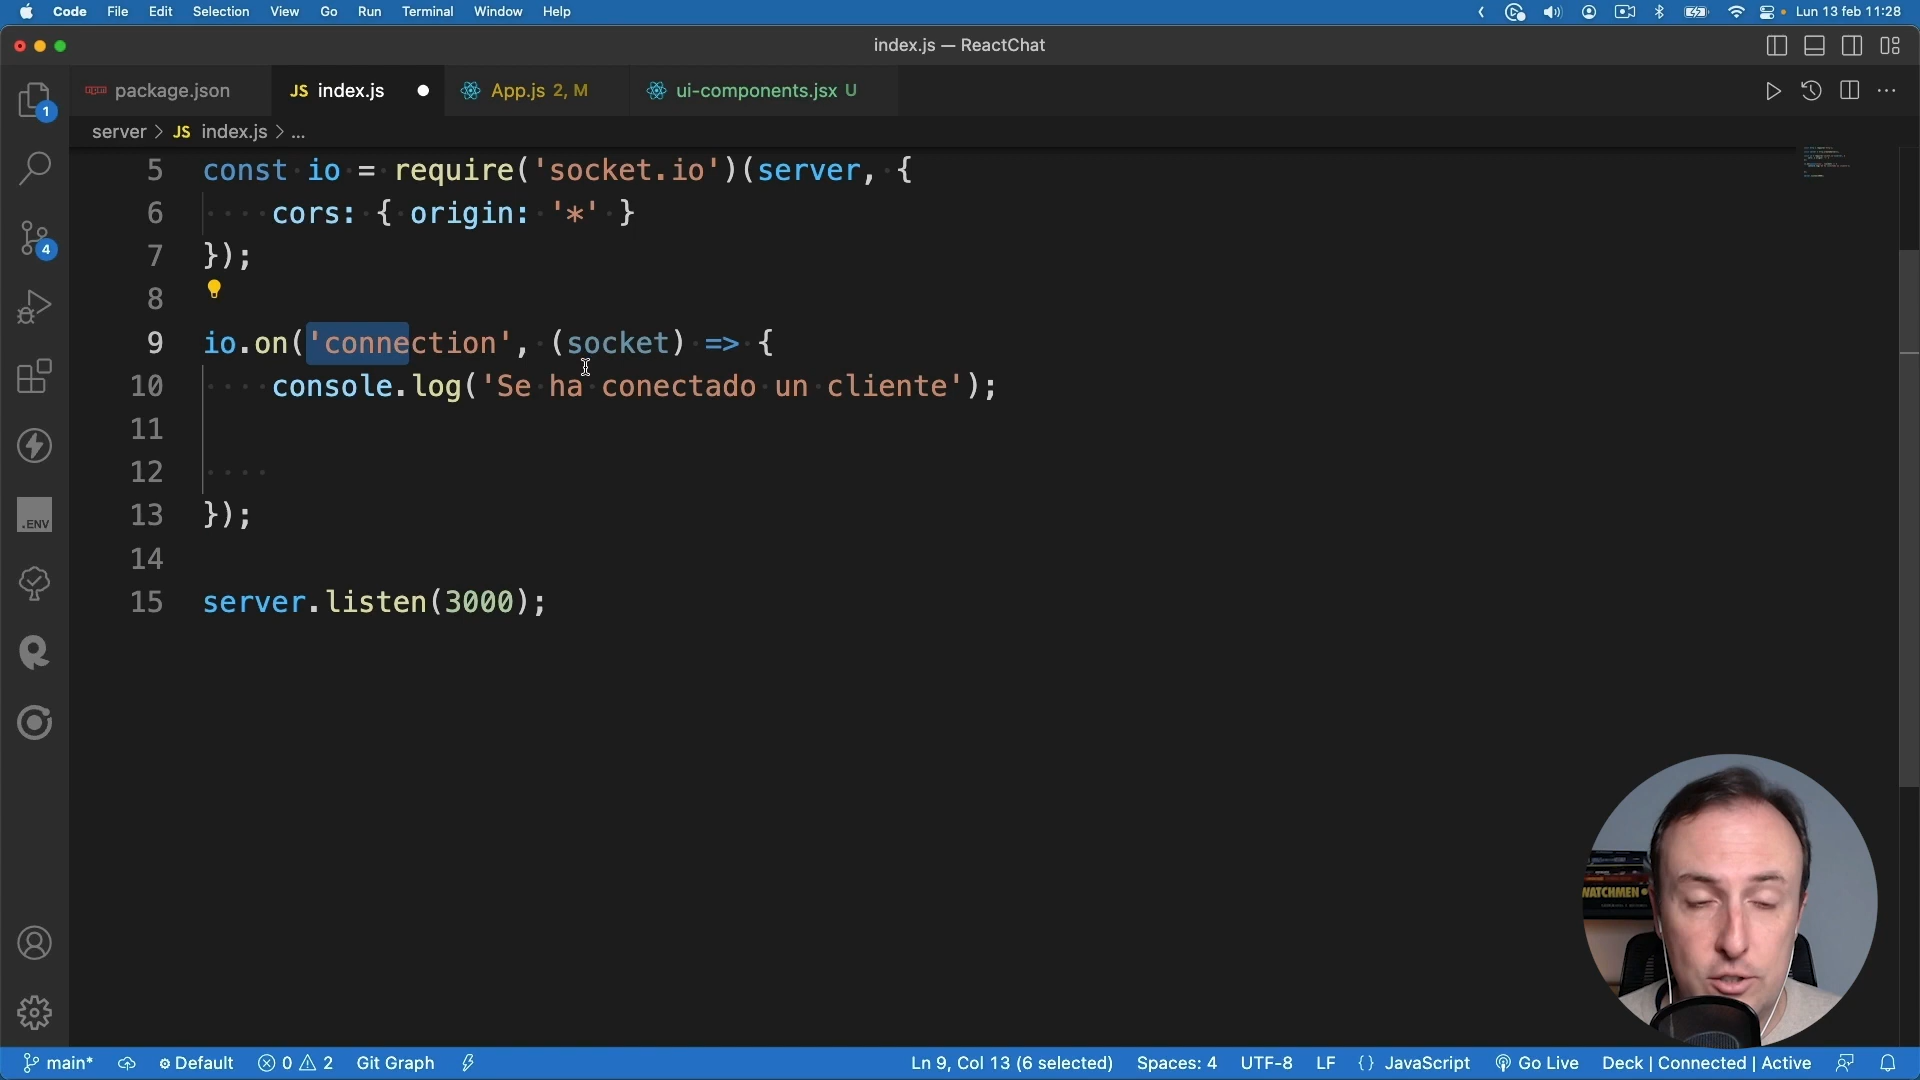 Code File Edit Selection View Go Run Terminal Window Help Lun 13 feb 11:28
index.js — ReactChat
package.json JS index.js App.js 2, M ui-components.jsx U
1
server > JS index.js > ...
5 const io = require('socket.io')(server, {
6 cors: { origin: '*' }
7 });
8
9 io.on('connection', (socket) => {
10 console.log('Se ha conectado un cliente');
11
12
13 });
14
15 server.listen(3000);
4
.ENV
WATCHMEN
main* Default 0 2 Git Graph Ln 9, Col 13 (6 selected) Spaces: 4 UTF-8 LF {} JavaScript Go Live Deck | Connected | Active